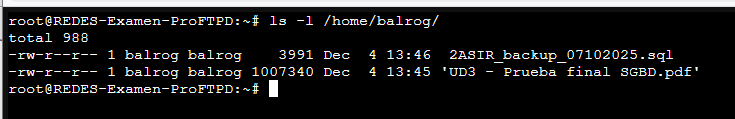 root@REDES-Examen-ProFTPD:~# ls -l /home/balrog/
total 988
-rw-r--r-- 1 balrog balrog    3991 Dec  4 13:46  2ASIR_backup_07102025.sql
-rw-r--r-- 1 balrog balrog 1007340 Dec  4 13:45 'UD3 - Prueba final SGBD.pdf'
root@REDES-Examen-ProFTPD:~#